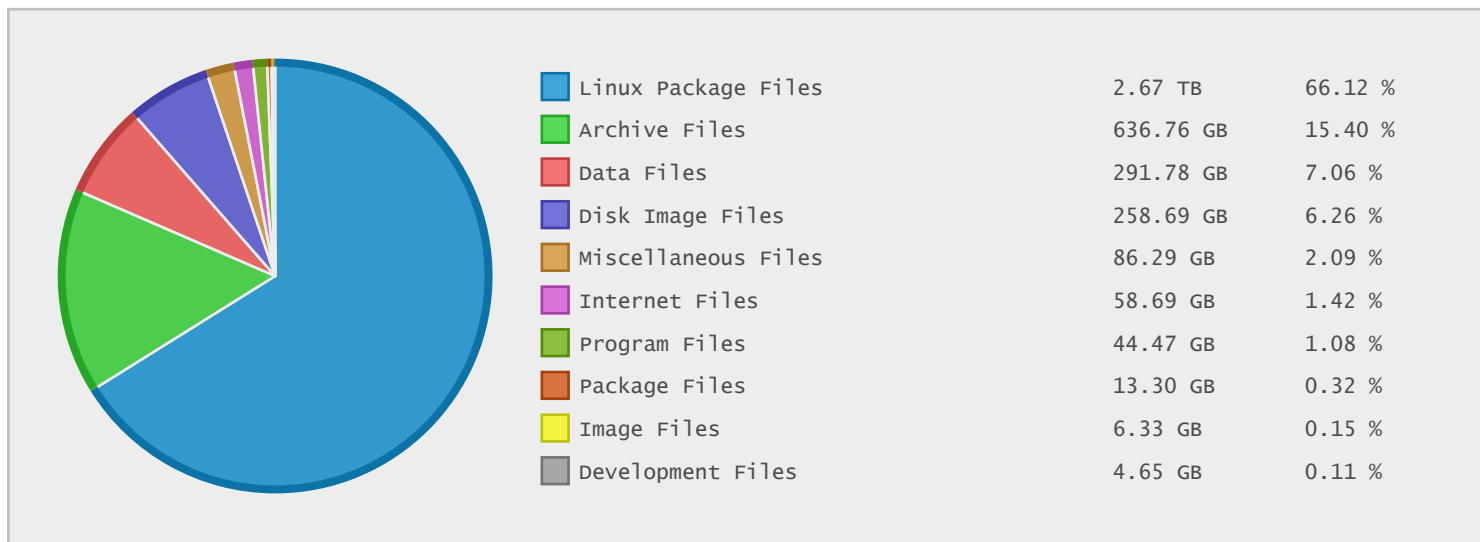 Linux Package Files 2.67 TB 66.12 %
Archive Files 636.76 GB 15.40 %
Data Files 291.78 GB 7.06 %
Disk Image Files 258.69 GB 6.26 %
Miscellaneous Files 86.29 GB 2.09 %
Internet Files 58.69 GB 1.42 %
Program Files 44.47 GB 1.08 %
Package Files 13.30 GB 0.32 %
Image Files 6.33 GB 0.15 %
Development Files 4.65 GB 0.11 %